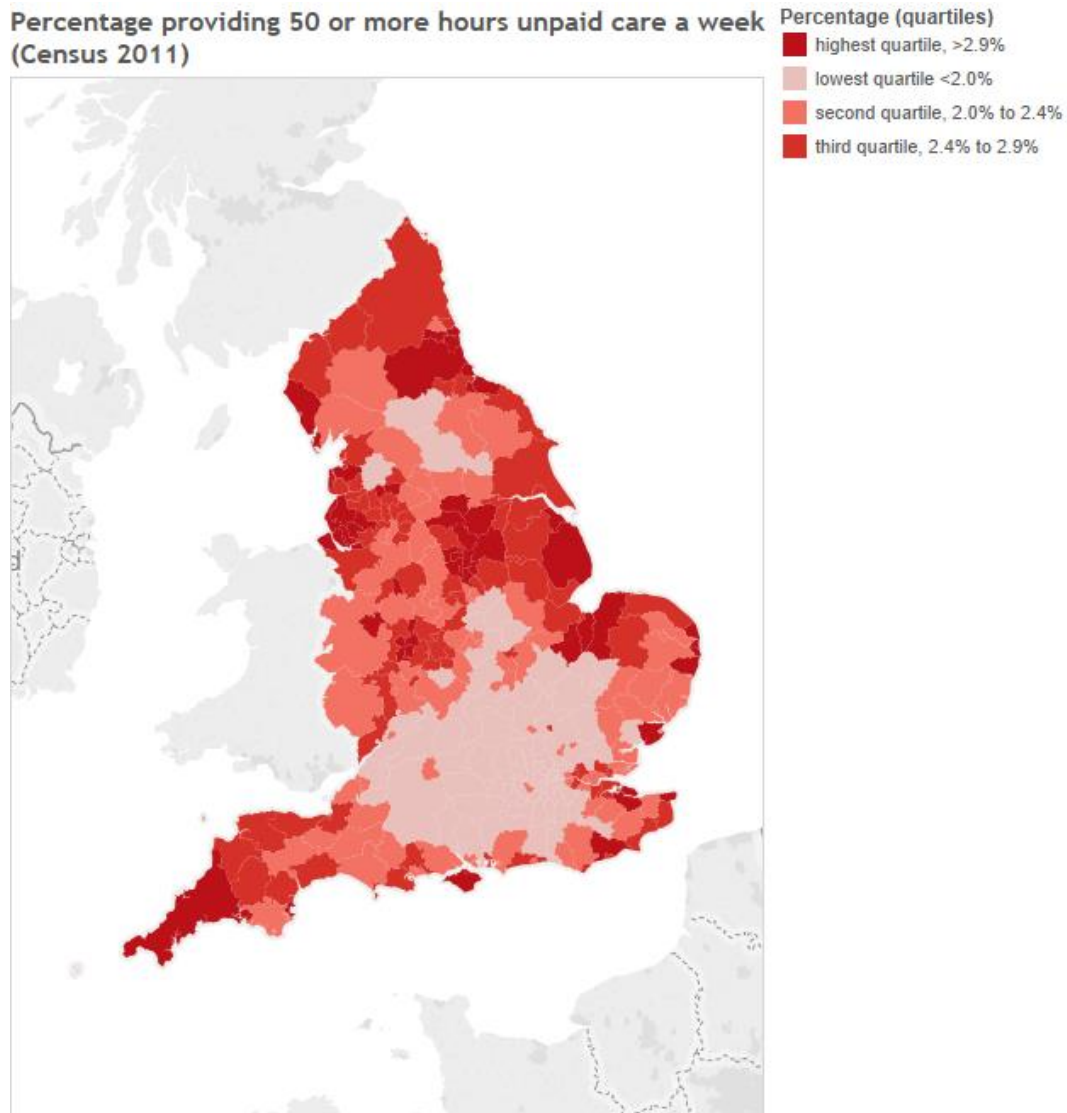 Percentage providing 50 or more hours unpaid care a week
(Census 2011)
Percentage (quartiles)
highest quartile, >2.9%
lowest quartile <2.0%
second quartile, 2.0% to 2.4%
third quartile, 2.4% to 2.9%